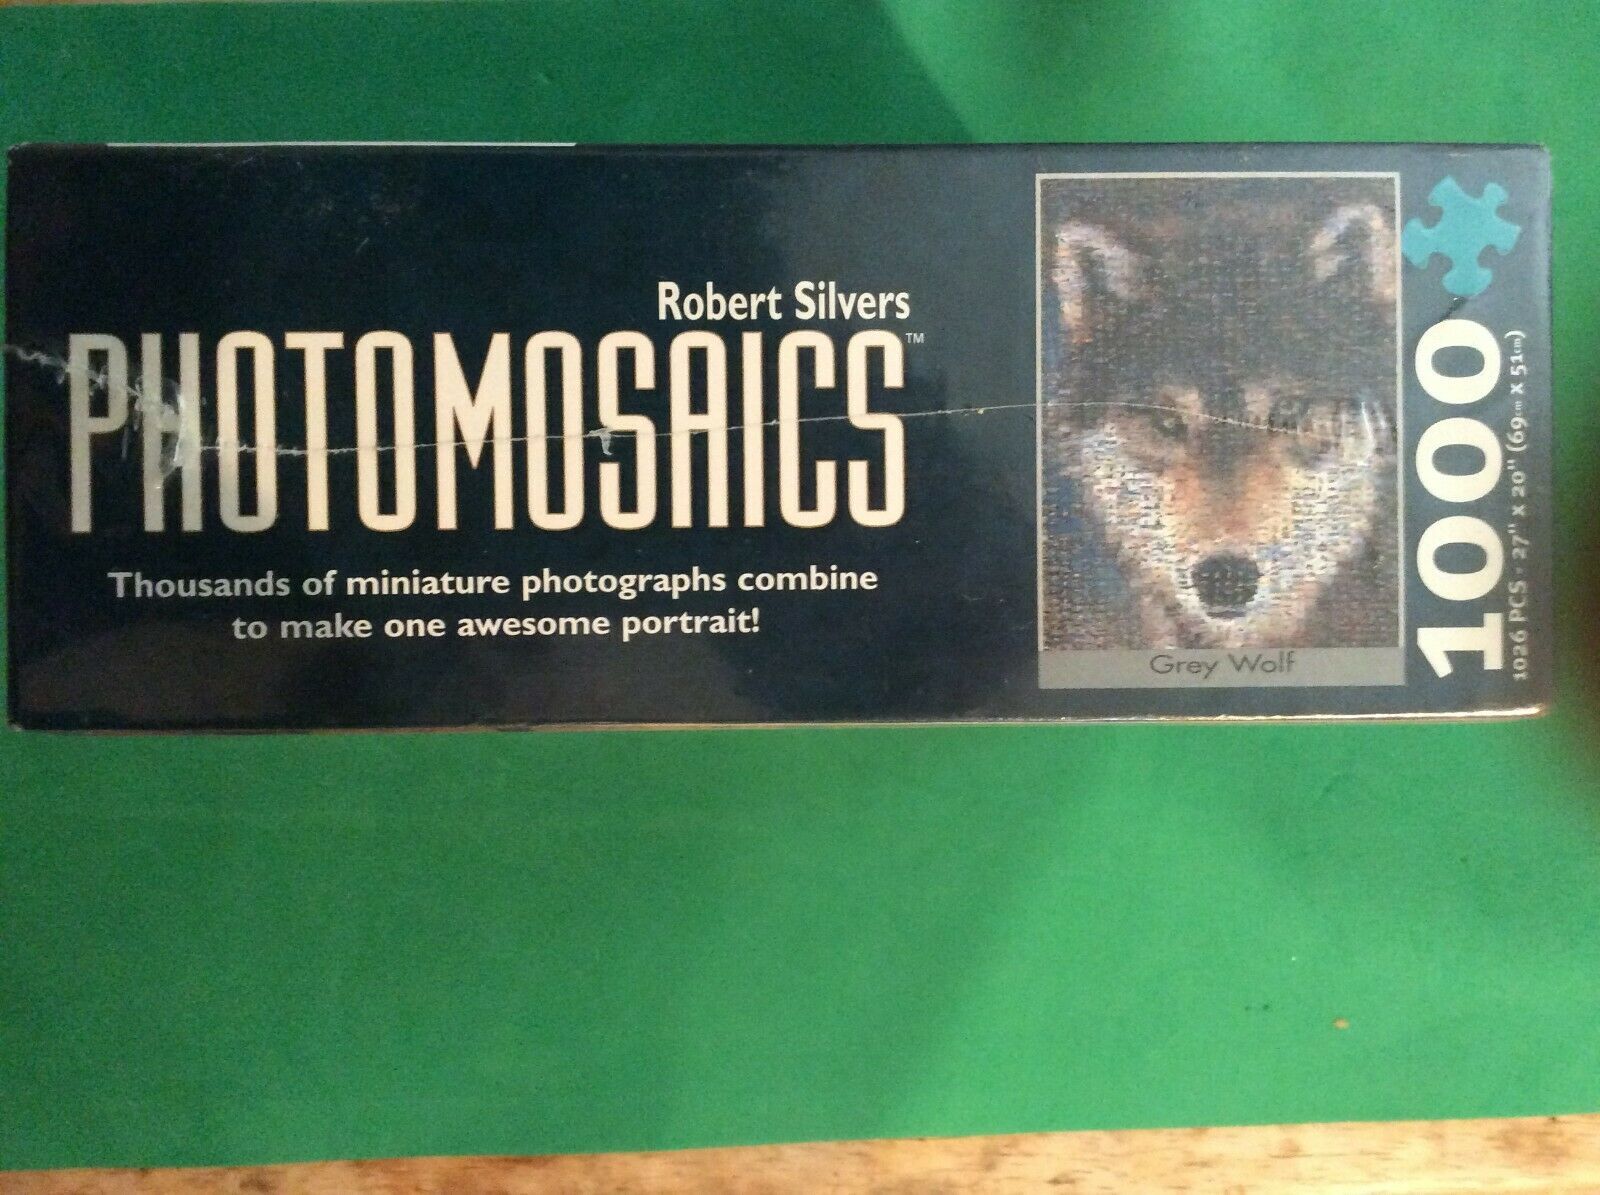 Robert Silvers
PHOTOMOSAICS™
Thousands of miniature photographs combine
to make one awesome portrait!
Grey Wolf
1000
1026 PCS - 27" x 20" (69cm x 51cm)